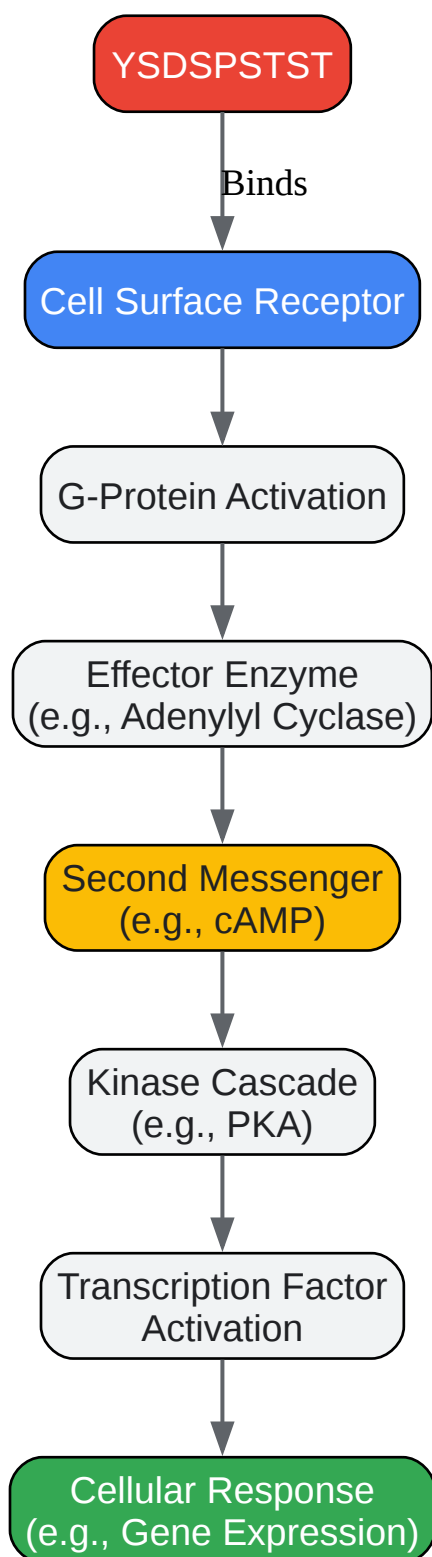 YSDSPSTST
Binds
Cell Surface Receptor
G-Protein Activation
Effector Enzyme
(e.g., Adenylyl Cyclase)
Second Messenger
(e.g., cAMP)
Kinase Cascade
(e.g., PKA)
Transcription Factor
Activation
Cellular Response
(e.g., Gene Expression)